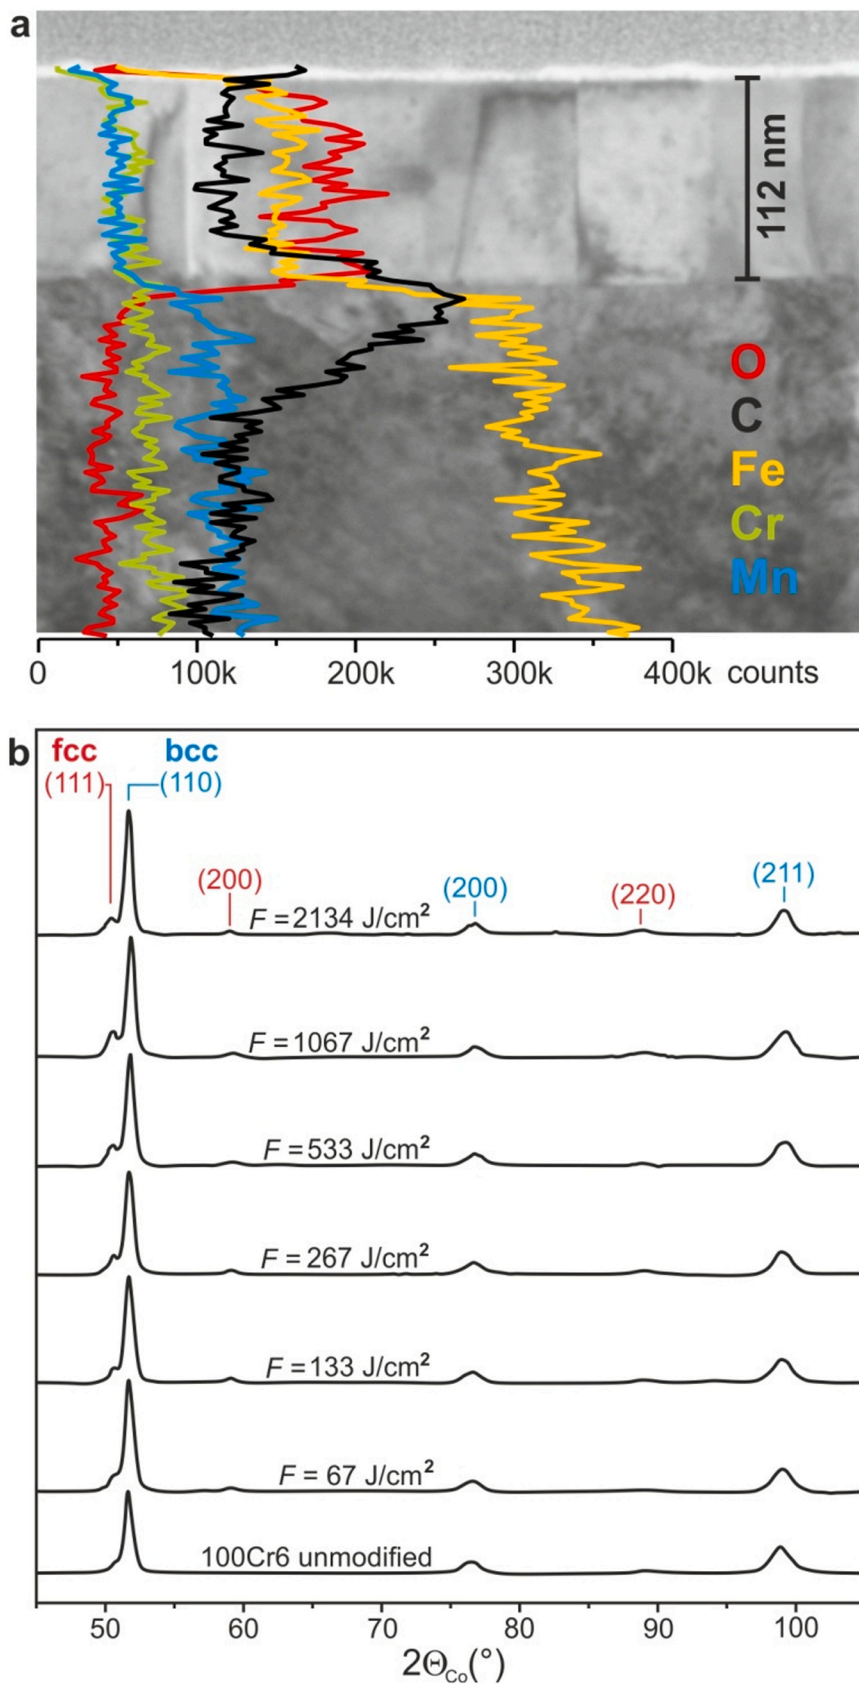 a
112 nm
O
C
Fe
Cr
Mn
0 100k 200k 300k 400k counts
b
fcc bcc
(111) (110)
(200) (200) (220) (211)
F = 2134 J/cm²
F = 1067 J/cm²
F = 533 J/cm²
F = 267 J/cm²
F = 133 J/cm²
F = 67 J/cm²
100Cr6 unmodified
50 60 70 80 90 100
2ΘCo(°)